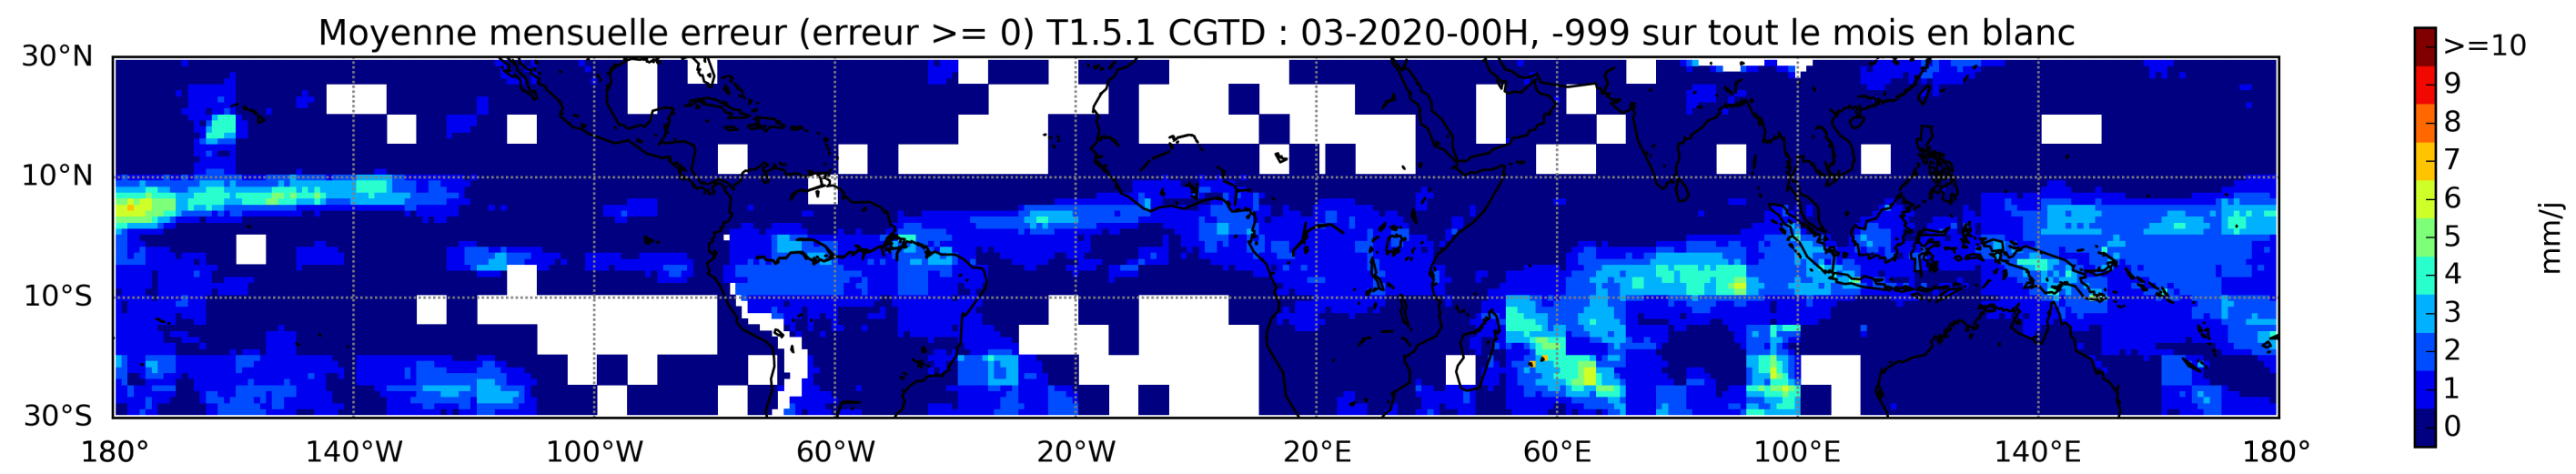 Moyenne mensuelle erreur (erreur >= 0) T1.5.1 CGTD : 03-2020-00H, -999 sur tout le mois en blanc
30°N
10°N
10°S
30°S
180° 140°W 100°W 60°W 20°W 20°E 60°E 100°E 140°E 180°
>=10
9
8
7
6
5
4
3
2
1
0
mm/j